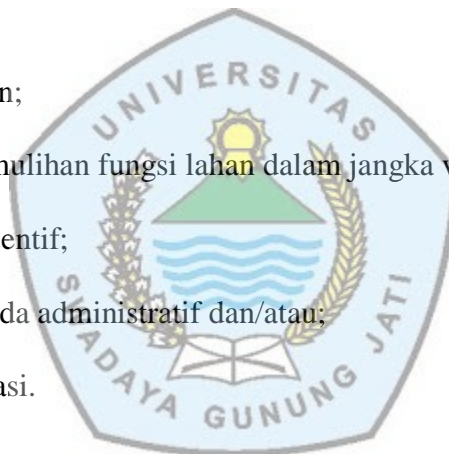 n;
nulihan fungsi lahan dalam jangka
entif;
da administratif dan/atau;
asi.
UNIVERSITAS
SWADAYA GUNUNG JATI